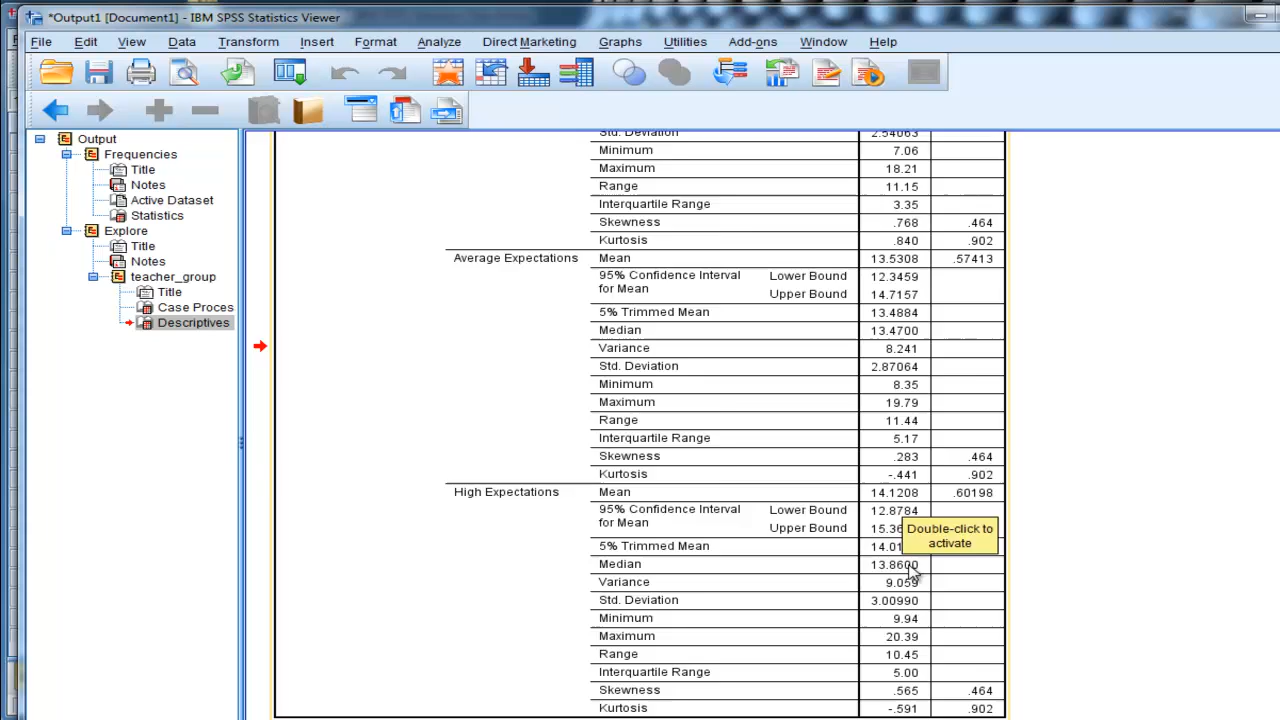 *Output1 [Document1] - IBM SPSS Statistics Viewer
File Edit View Data Transform Insert Format Analyze Direct Marketing Graphs Utilities Add-ons Window Help
Output
Frequencies
Title
Notes
Active Dataset
Statistics
Explore
Title
Notes
teacher_group
Title
Case Proces
Descriptives
Std. Deviation 2.54063
Minimum 7.06
Maximum 18.21
Range 11.15
Interquartile Range 3.35
Skewness .768 .464
Kurtosis .840 .902
Average Expectations Mean 13.5308 .57413
95% Confidence Interval Lower Bound 12.3459
for Mean Upper Bound 14.7157
5% Trimmed Mean 13.4884
Median 13.4700
Variance 8.241
Std. Deviation 2.87064
Minimum 8.35
Maximum 19.79
Range 11.44
Interquartile Range 5.17
Skewness .283 .464
Kurtosis -.441 .902
High Expectations Mean 14.1208 .60198
95% Confidence Interval Lower Bound 12.8784
for Mean Upper Bound
5% Trimmed Mean
Median 13.8600
Variance 9.059
Std. Deviation 3.00990
Minimum 9.94
Maximum 20.39
Range 10.45
Interquartile Range 5.00
Skewness .565 .464
Kurtosis -.591 .902
Double-click to
activate